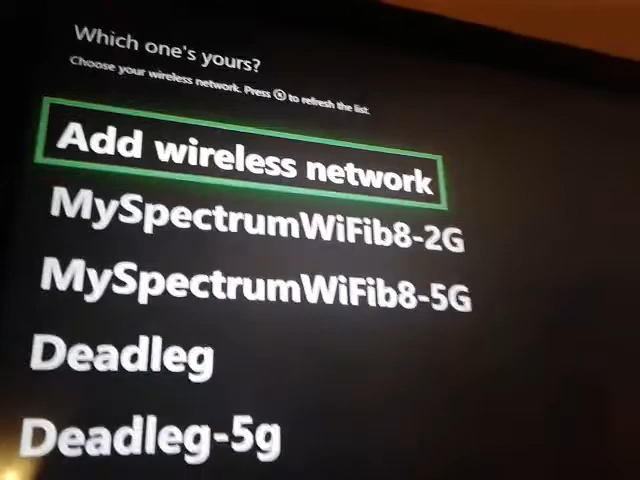 Which one's yours?
Choose your wireless network. Press ⓧ to refresh the list.
Add wireless network
MySpectrumWiFib8-2G
MySpectrumWiFib8-5G
Deadleg
Deadleg-5g